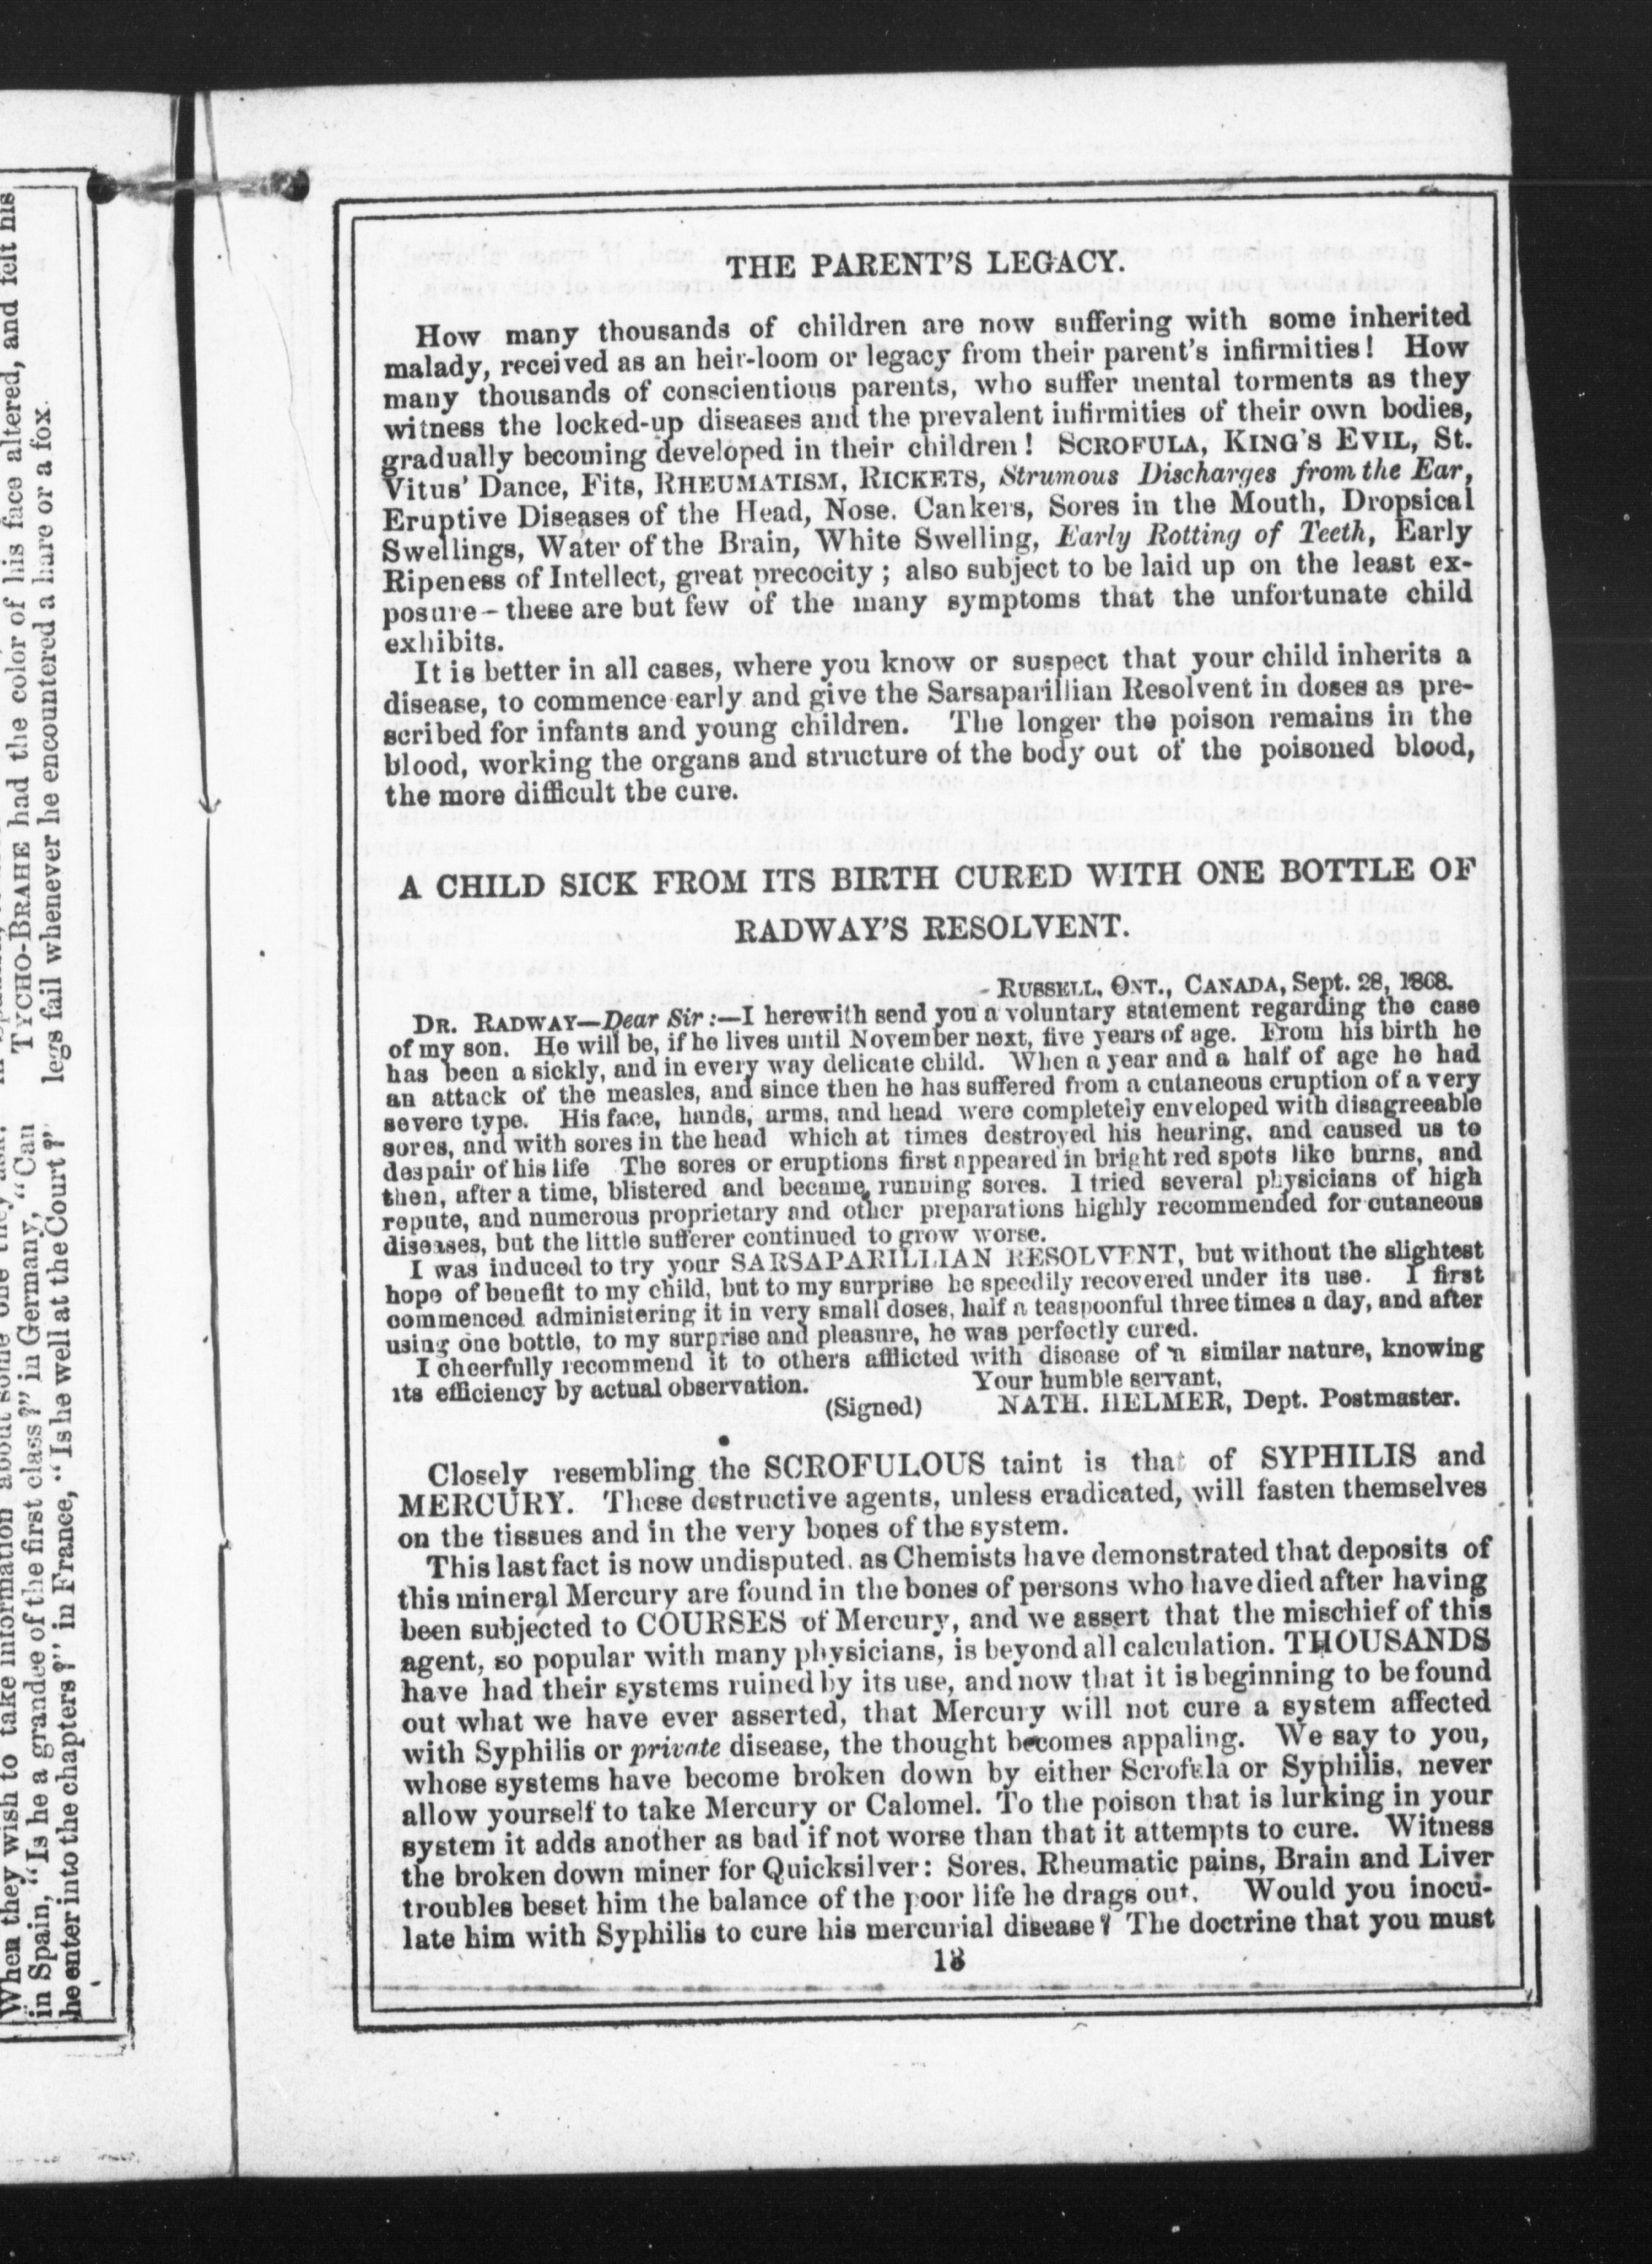 THE PARENT'S LEGACY.
How many thousands of children are now suffering with some inherited
malady, received as an heir-loom or legacy from their parent's infirmities! How
many thousands of conscientious parents, who suffer mental torments as they
witness the locked-up diseases and the prevalent infirmities of their own bodies,
gradually becoming developed in their children! SCROFULA, KING'S EVIL, St.
Vitus' Dance, Fits, RHEUMATISM, RICKETS, Strumous Discharges from the Ear,
Eruptive Diseases of the Head, Nose. Cankers, Sores in the Mouth, Dropsical
Swellings, Water of the Brain, White Swelling, Early Rotting of Teeth, Early
Ripeness of Intellect, great precocity; also subject to be laid up on the least ex-
posure - these are but few of the many symptoms that the unfortunate child
exhibits.
It is better in all cases, where you know or suspect that your child inherits a
disease, to commence early and give the Sarsaparillian Resolvent in doses as pre-
scribed for infants and young children. The longer the poison remains in the
blood, working the organs and structure of the body out of the poisoned blood,
the more difficult the cure.
A CHILD SICK FROM ITS BIRTH CURED WITH ONE BOTTLE OF
RADWAY'S RESOLVENT.
RUSSELL, ONT., CANADA, Sept. 28, 1868.
DR. RADWAY—Dear Sir:—I herewith send you a voluntary statement regarding the case
of my son. He will be, if he lives until November next, five years of age. From his birth he
has been a sickly, and in every way delicate child. When a year and a half of age he had
an attack of the measles, and since then he has suffered from a cutaneous eruption of a very
severe type. His face, hands, arms, and head were completely enveloped with disagreeable
sores, and with sores in the head which at times destroyed his hearing, and caused us to
despair of his life The sores or eruptions first appeared in bright red spots like burns, and
then, after a time, blistered and became running sores. I tried several physicians of high
repute, and numerous proprietary and other preparations highly recommended for cutaneous
diseases, but the little sufferer continued to grow worse.
I was induced to try your SARSAPARILLIAN RESOLVENT, but without the slightest
hope of benefit to my child, but to my surprise he speedily recovered under its use. I first
commenced administering it in very small doses, half a teaspoonful three times a day, and after
using one bottle, to my surprise and pleasure, he was perfectly cured.
I cheerfully recommend it to others afflicted with disease of a similar nature, knowing
its efficiency by actual observation. Your humble servant,
(Signed) NATH. HELMER, Dept. Postmaster.
Closely resembling the SCROFULOUS taint is that of SYPHILIS and
MERCURY. These destructive agents, unless eradicated, will fasten themselves
on the tissues and in the very bones of the system.
This last fact is now undisputed, as Chemists have demonstrated that deposits of
this mineral Mercury are found in the bones of persons who have died after having
been subjected to COURSES of Mercury, and we assert that the mischief of this
agent, so popular with many physicians, is beyond all calculation. THOUSANDS
have had their systems ruined by its use, and now that it is beginning to be found
out what we have ever asserted, that Mercury will not cure a system affected
with Syphilis or private disease, the thought becomes appaling. We say to you,
whose systems have become broken down by either Scrofula or Syphilis, never
allow yourself to take Mercury or Calomel. To the poison that is lurking in your
system it adds another as bad if not worse than that it attempts to cure. Witness
the broken down miner for Quicksilver: Sores, Rheumatic pains, Brain and Liver
troubles beset him the balance of the poor life he drags out. Would you inocu-
late him with Syphilis to cure his mercurial disease? The doctrine that you must
13
TYCHO-BRAHE had the color of his face altered, and felt his
legs fail whenever he encountered a hare or a fox.
When they wish to take information about some one they ask:
in Spain, "Is he a grandee of the first class?" in Germany, "Can
he enter into the chapters?" in France, "Is he well at the Court?"